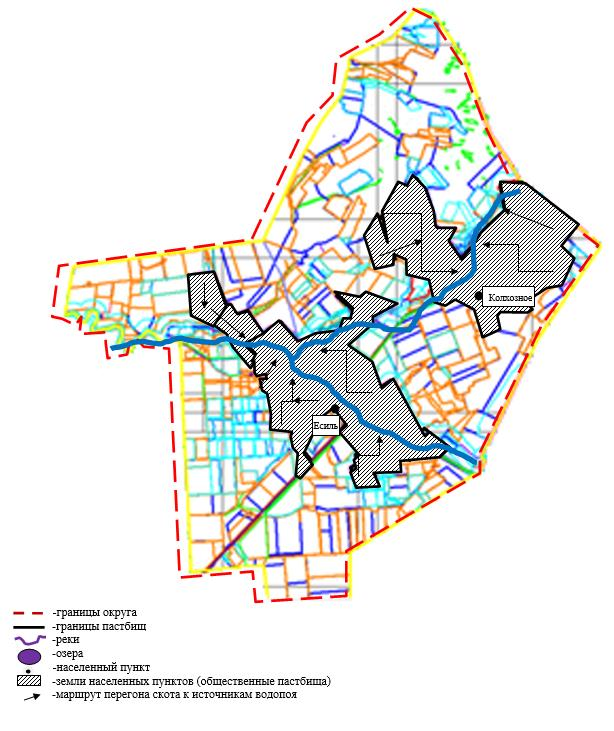 Колхозное
Есиль
-границы округа
-границы пастбищ
-реки
-озера
-населенный пункт
-земли населенных пунктов (общественные пастбища)
-маршрут перегона скота к источникам водопоя